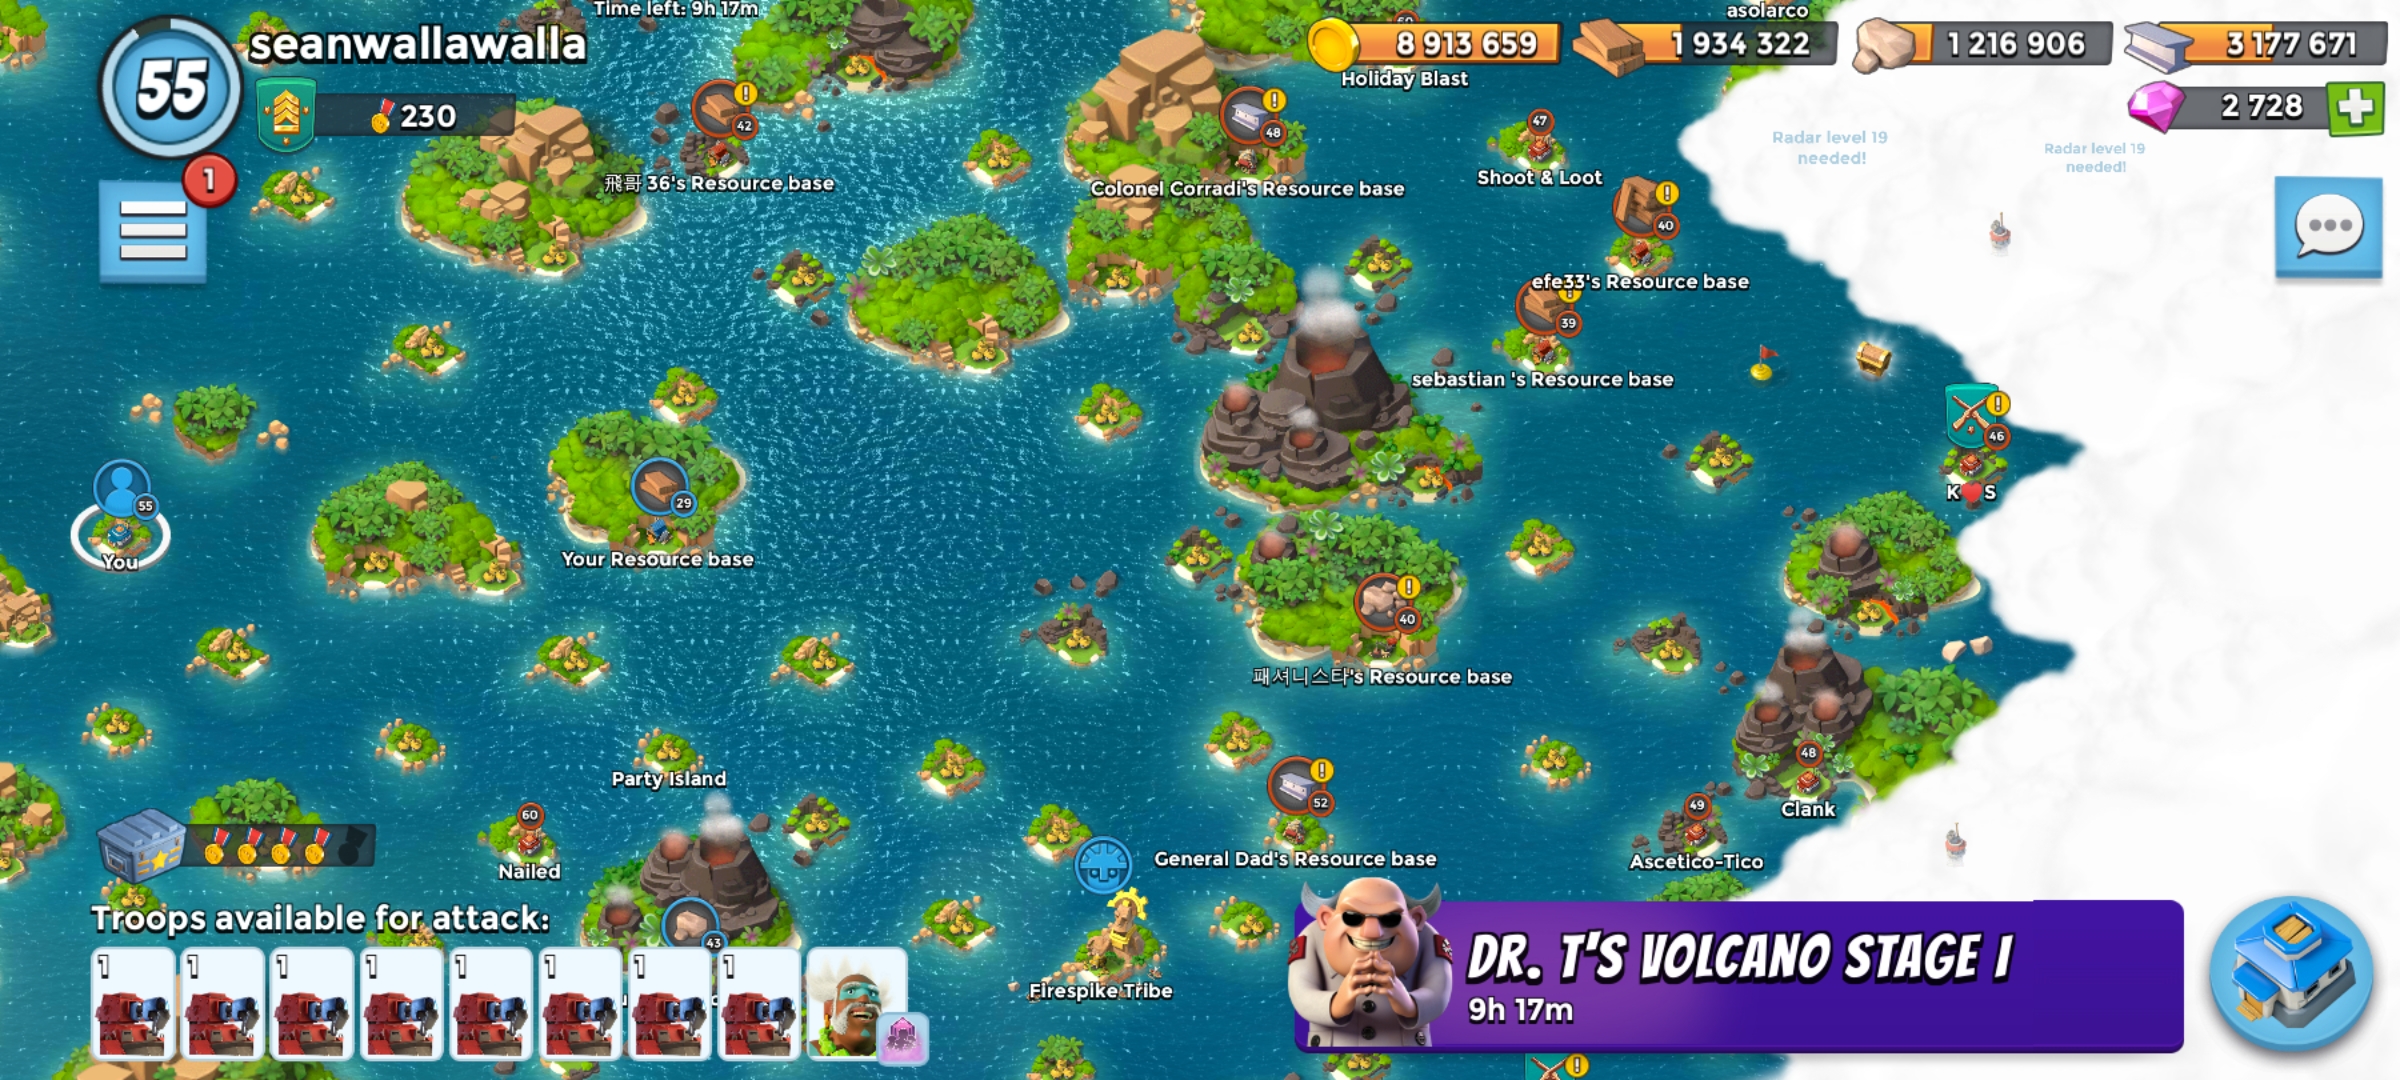 Time left: 9h 17m
asolarco
60
55
seanwallawalla
230
8 913 659
1 934 322
1 216 906
3 177 671
Holiday Blast
2 728
1
42
48
47
40
39
Radar level 19
needed!
Radar level 19
needed!
飛哥 36's Resource base
Colonel Corradi's Resource base
Shoot & Loot
efe33's Resource base
sebastian 's Resource base
46
K❤️S
55
You
29
Your Resource base
40
패셔니스타's Resource base
Party Island
60
Nailed
52
General Dad's Resource base
48
Clank
49
Ascetico-Tico
Troops available for attack:
43
1
1
1
1
1
1
1
1
Firespike Tribe
DR. T'S VOLCANO STAGE I
9h 17m